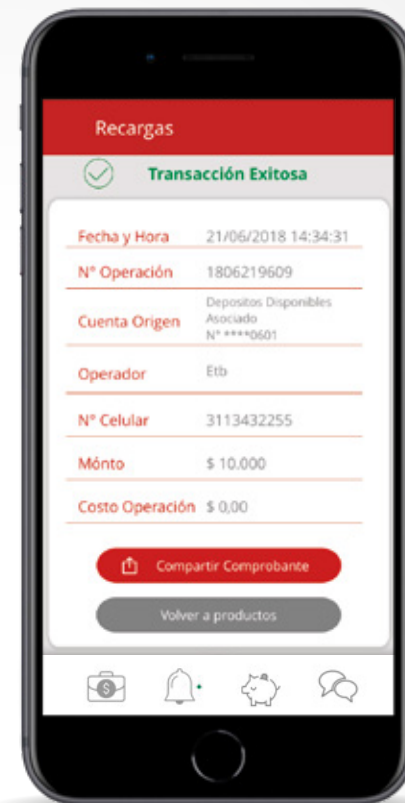 Recargas
Transacción Exitosa
Fecha y Hora 21/06/2018 14:34:31
N° Operación 1806219609
Cuenta Origen Depositos Disponibles
Asociado
N° ****0601
Operador Etb
N° Celular 3113432255
Mónto $ 10.000
Costo Operación $ 0,00
Compartir Comprobante
Volver a productos